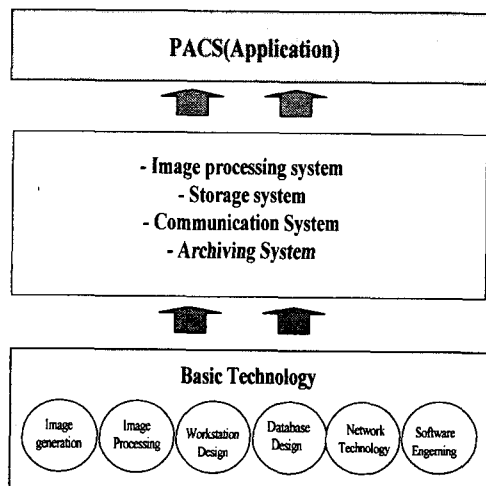 PACS(Application)
- Image processing system
- Storage system
- Communication System
- Archiving System
Basic Technology
Image
generation
Image
Processing
Workstation
Design
Database
Design
Network
Technology
Software
Engerning